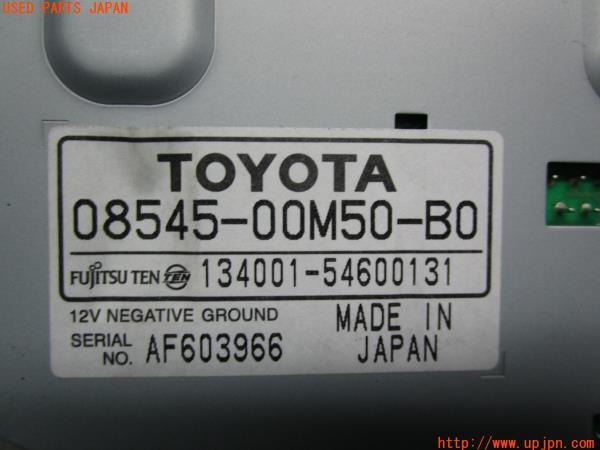 USED PARTS JAPAN
TOYOTA
08545-00M50-B0
FUJITSU TEN TEN 134001-54600131
12V NEGATIVE GROUND
MADE IN JAPAN
SERIAL NO. AF603966
http://www.upjpn.com/